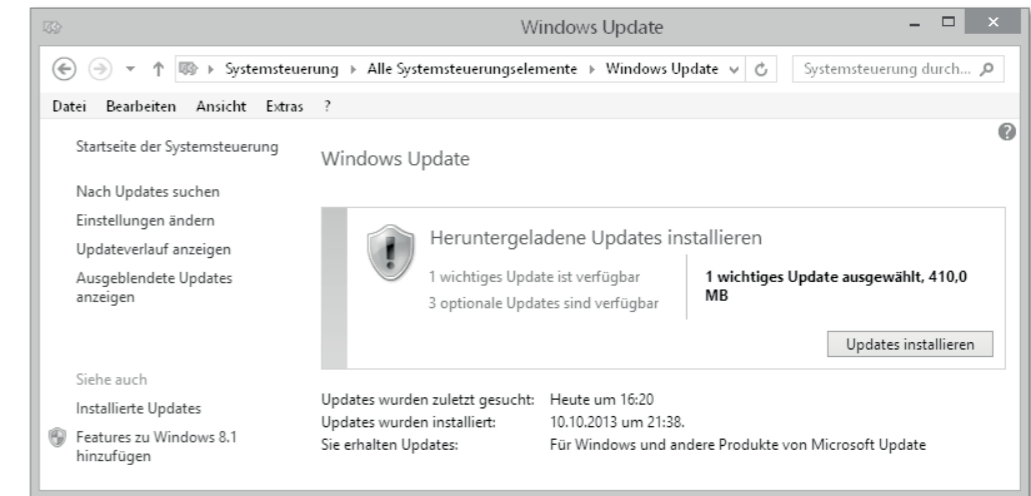 Windows Update
Systemsteuerung Alle Systemsteuerungselemente Windows Update Systemsteuerung durch...
Datei Bearbeiten Ansicht Extras ?
Startseite der Systemsteuerung
Nach Updates suchen
Einstellungen ändern
Updateverlauf anzeigen
Ausgeblendete Updates
anzeigen
Siehe auch
Installierte Updates
Features zu Windows 8.1
hinzufügen
Windows Update
Heruntergeladene Updates installieren
1 wichtiges Update ist verfügbar
3 optionale Updates sind verfügbar
1 wichtiges Update ausgewählt, 410,0
MB
Updates installieren
Updates wurden zuletzt gesucht: Heute um 16:20
Updates wurden installiert: 10.10.2013 um 21:38.
Sie erhalten Updates: Für Windows und andere Produkte von Microsoft Update